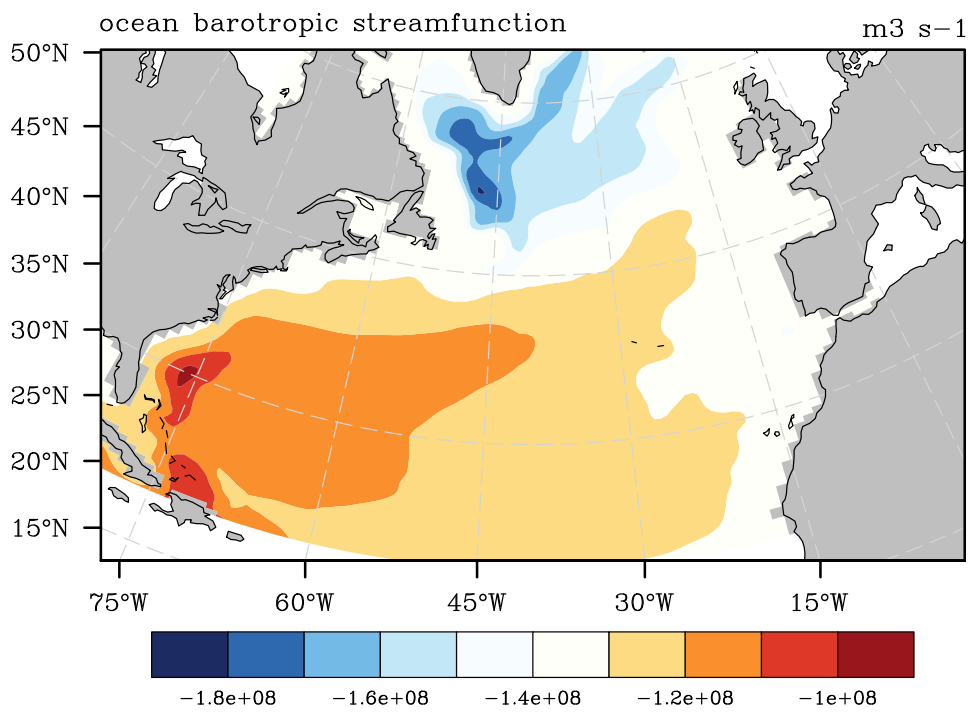 ocean barotropic streamfunction
m3 s−1
50°N
45°N
40°N
35°N
30°N
25°N
20°N
15°N
75°W 60°W 45°W 30°W 15°W
−1.8e+08 −1.6e+08 −1.4e+08 −1.2e+08 −1e+08